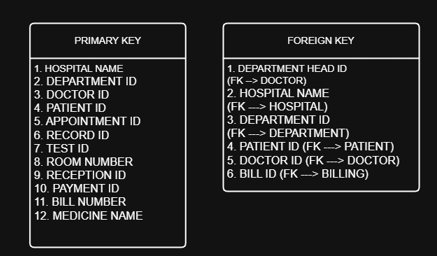 PRIMARY KEY
1. HOSPITAL NAME
2. DEPARTMENT ID
3. DOCTOR ID
4. PATIENT ID
5. APPOINTMENT ID
6. RECORD ID
7. TEST ID
8. ROOM NUMBER
9. RECEPTION ID
10. PAYMENT ID
11. BILL NUMBER
12. MEDICINE NAME
FOREIGN KEY
1. DEPARTMENT HEAD ID
(FK --> DOCTOR)
2. HOSPITAL NAME
(FK ---> HOSPITAL)
3. DEPARTMENT ID
(FK ---> DEPARTMENT)
4. PATIENT ID (FK ---> PATIENT)
5. DOCTOR ID (FK ---> DOCTOR)
6. BILL ID (FK ---> BILLING)